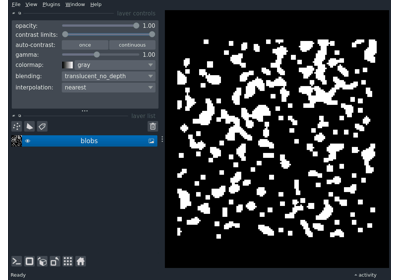 File View Plugins Window Help
layer controls
opacity: 1.00
contrast limits:
auto-contrast: once continuous
gamma: 1.00
colormap: gray
blending: translucent_no_depth
interpolation: nearest
layer list
blobs
Ready activity